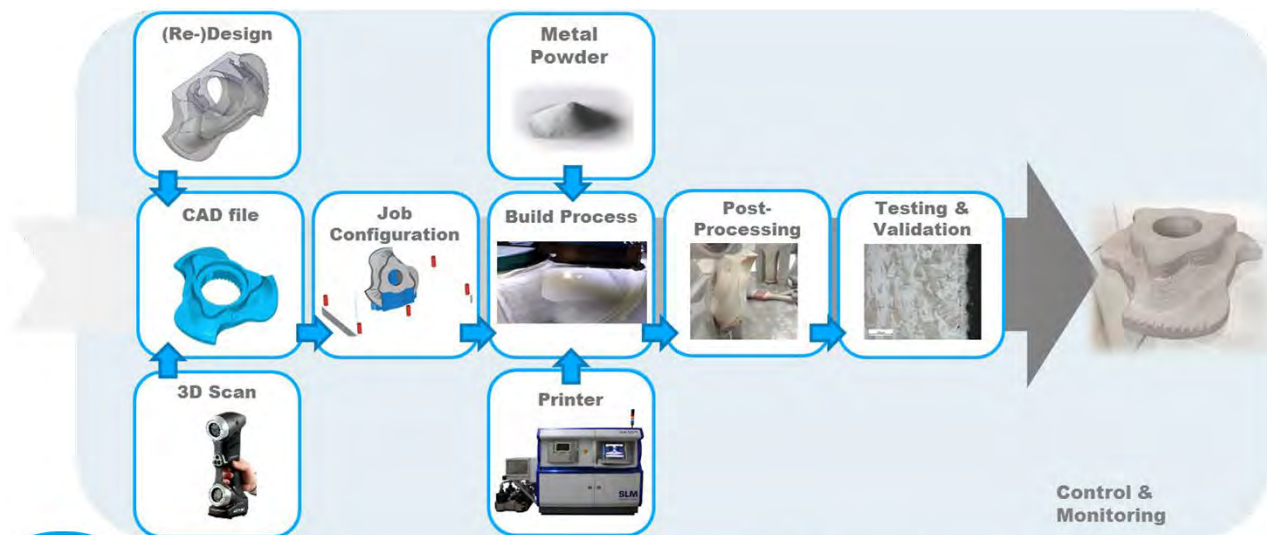 (Re-)Design
Metal
Powder
CAD file
Job
Configuration
Build Process
Post-
Processing
Testing &
Validation
3D Scan
Printer
SLM
Control &
Monitoring